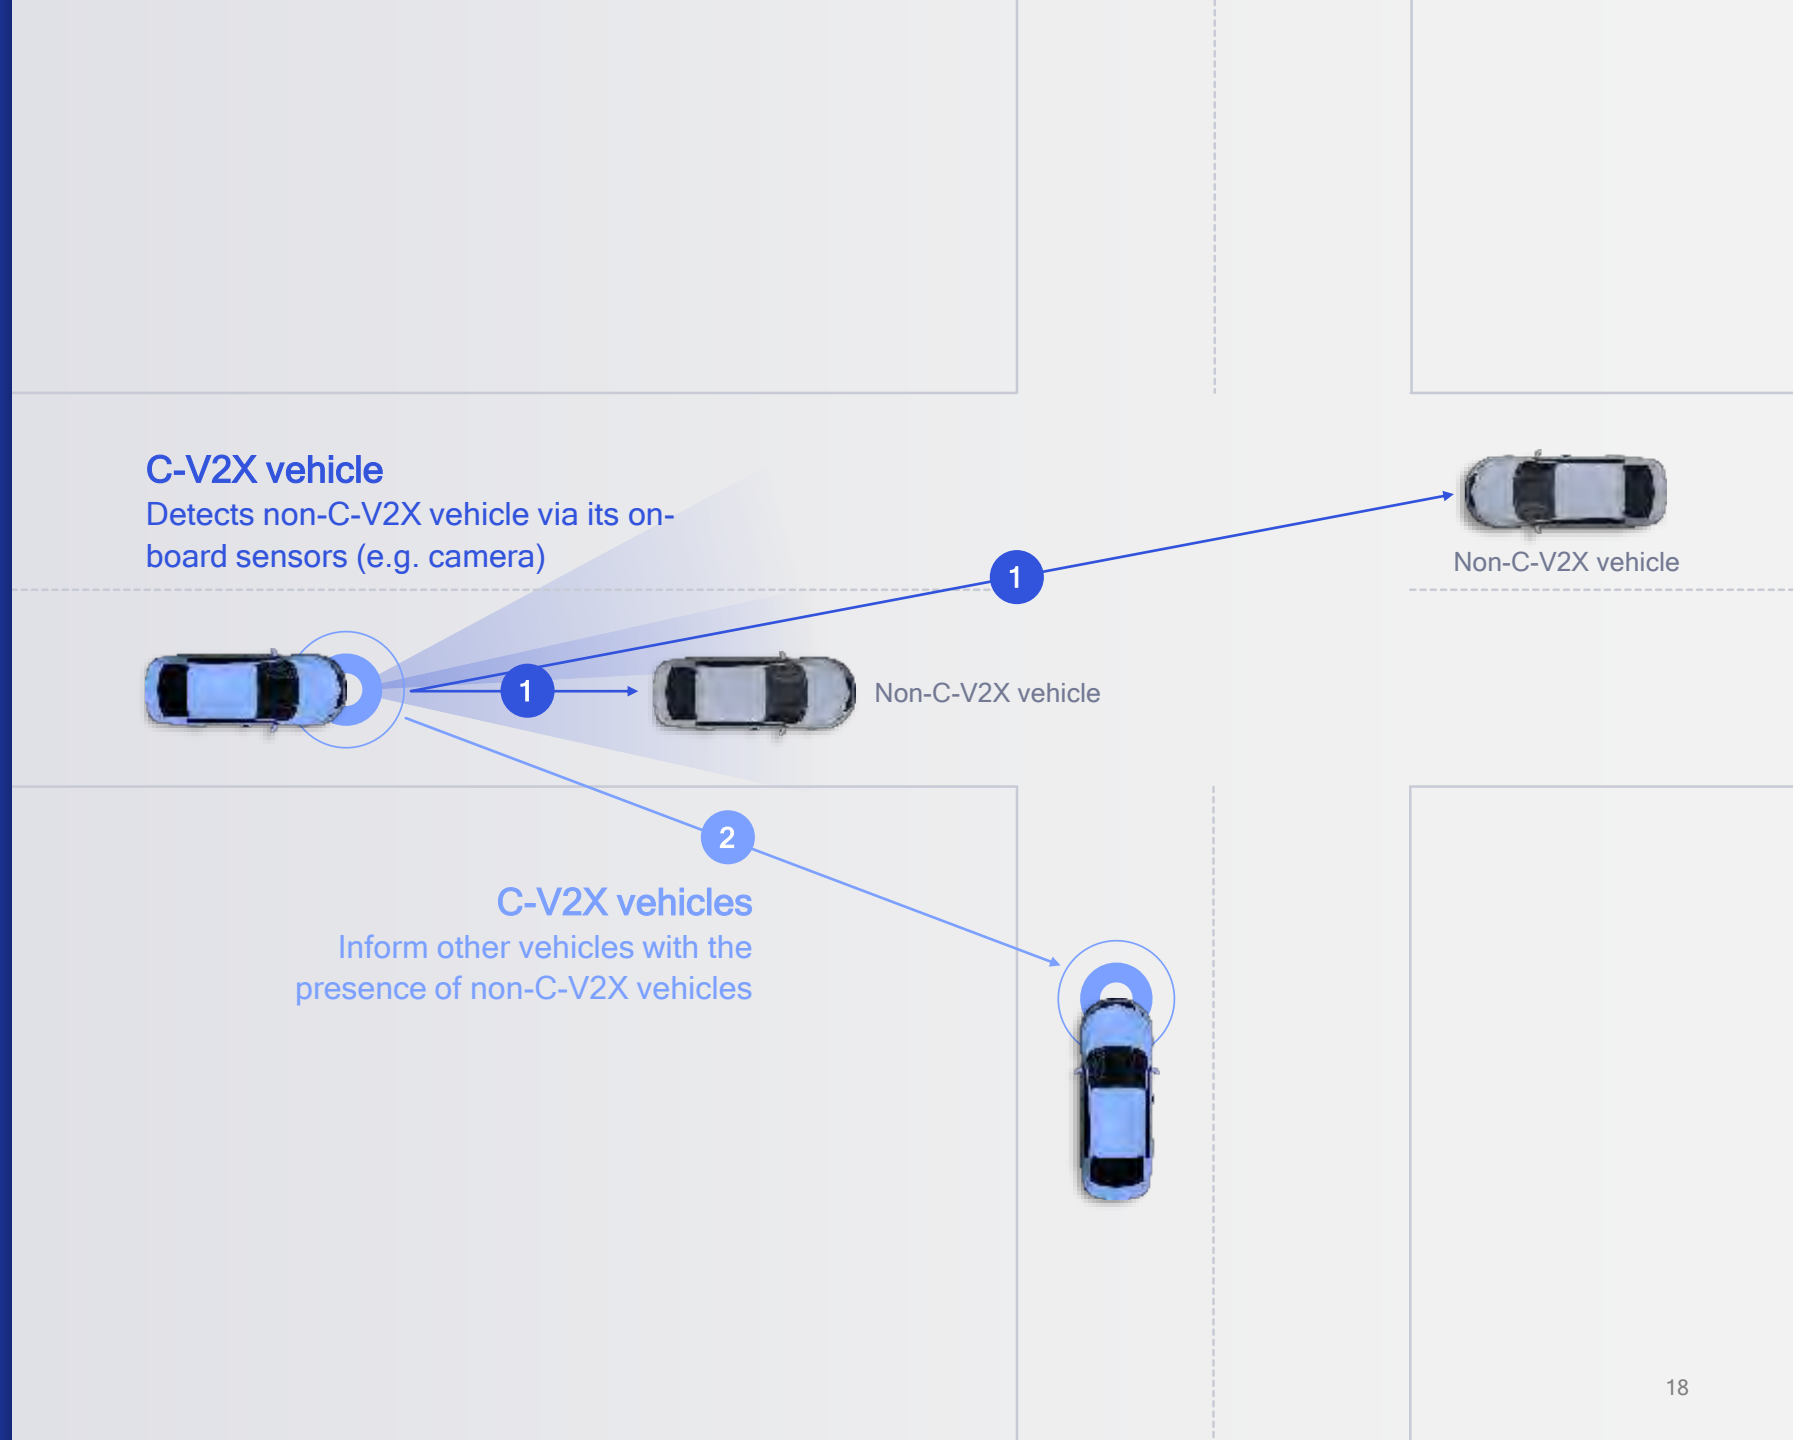 C-V2X vehicle
Detects non-C-V2X vehicle via its on-
board sensors (e.g. camera)
1
Non-C-V2X vehicle
1
Non-C-V2X vehicle
2
C-V2X vehicles
Inform other vehicles with the
presence of non-C-V2X vehicles
18